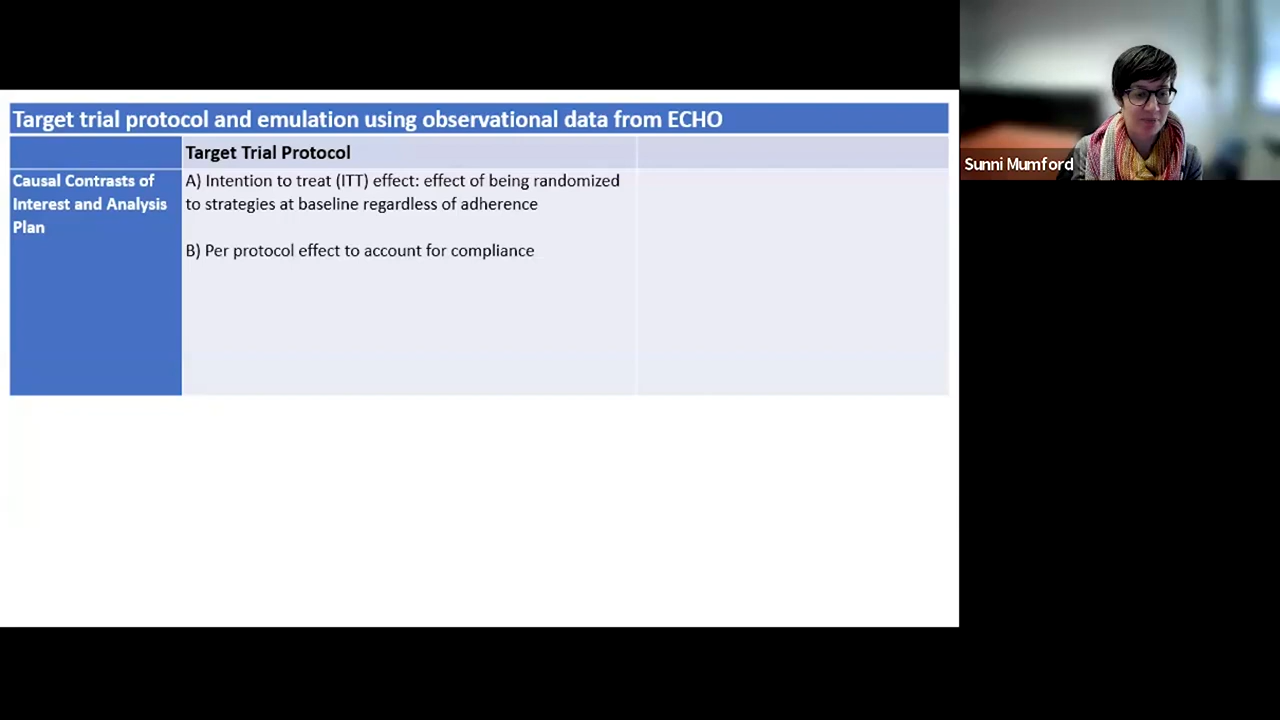 Target trial protocol and emulation using observational data from ECHO
Target Trial Protocol
Causal Contrasts of
Interest and Analysis
Plan
A) Intention to treat (ITT) effect: effect of being randomized
to strategies at baseline regardless of adherence
B) Per protocol effect to account for compliance
Sunni Mumford